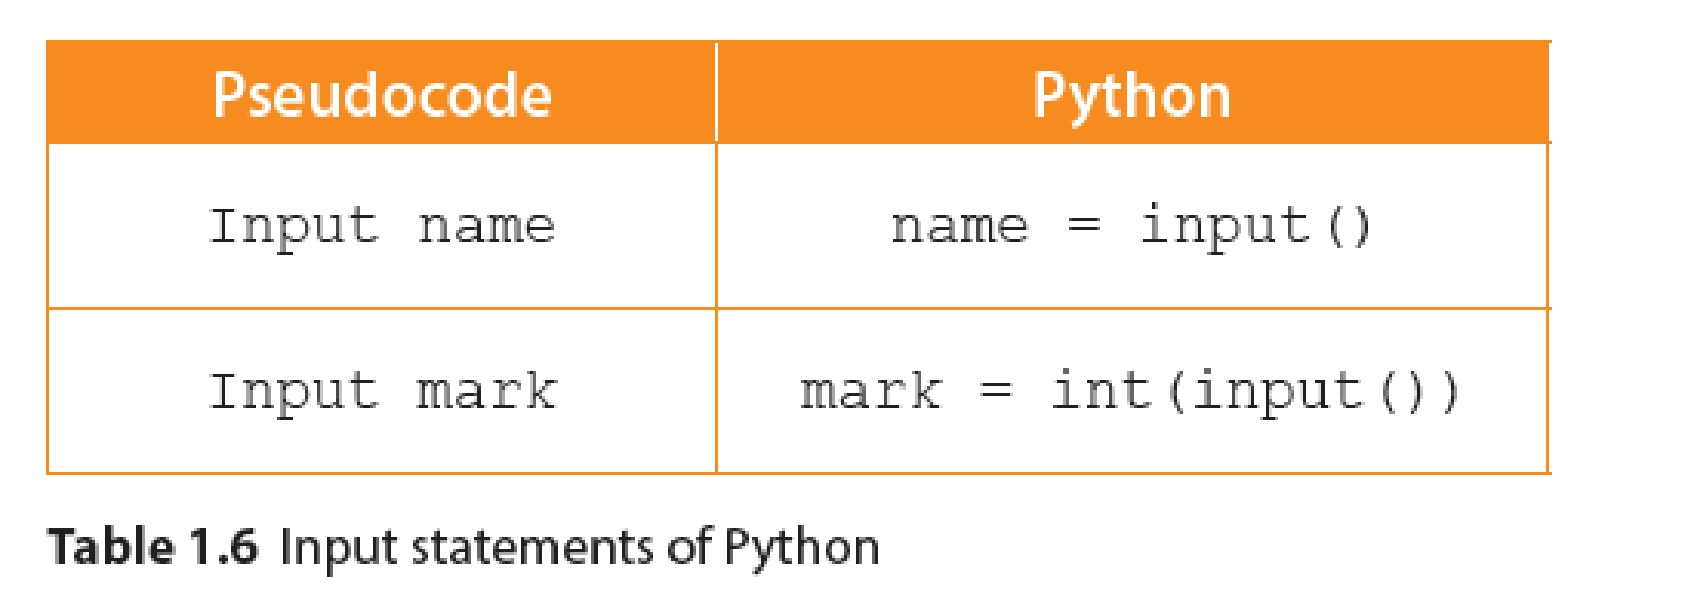 Pseudocode Python
Input name name = input()
Input mark mark = int(input())
Table 1.6 Input statements of Python